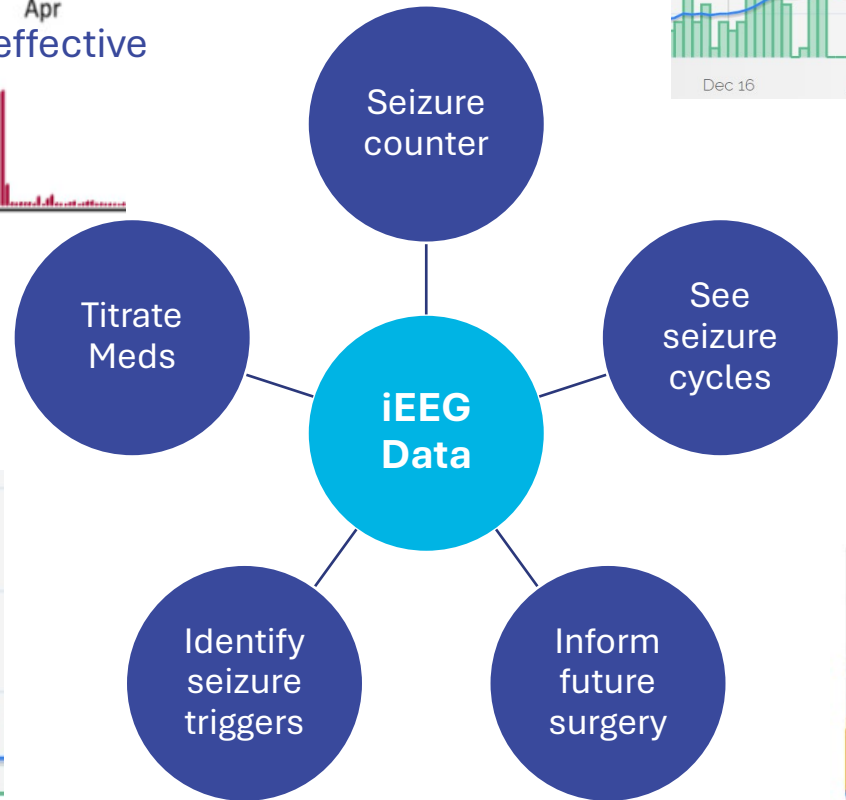 Apr
effective
Dec 16
Seizure
counter
Titrate
Meds
See
seizure
cycles
iEEG
Data
Identify
seizure
triggers
Inform
future
surgery